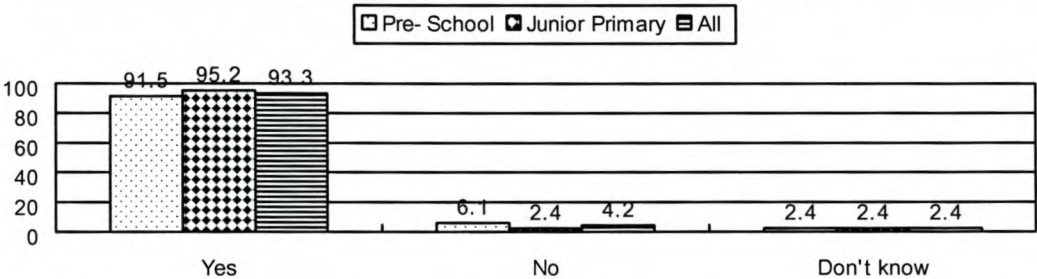 Pre- School Junior Primary All
91.5 95.2 93.3
100
80
60
40
20
0
6.1 2.4 4.2
2.4 2.4 2.4
Yes No Don't know